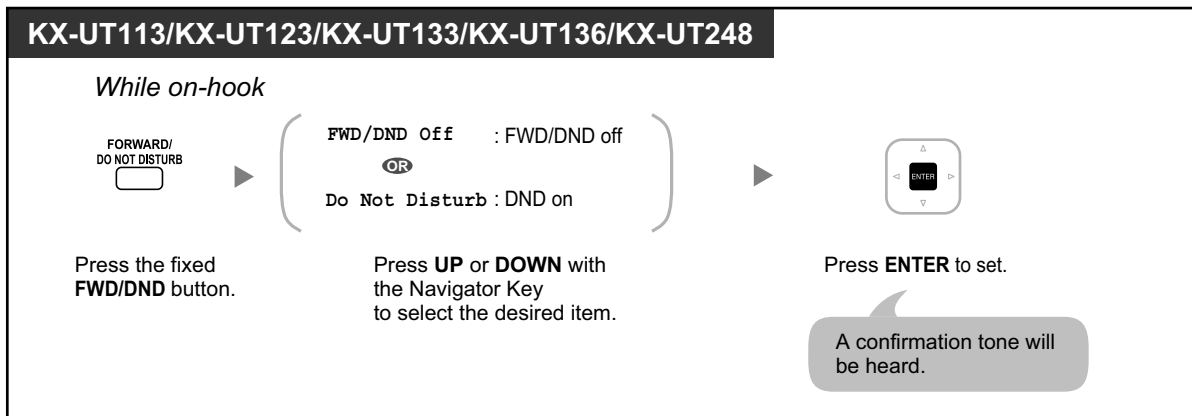 KX-UT113/KX-UT123/KX-UT133/KX-UT136/KX-UT248
While on-hook
FORWARD/
DO NOT DISTURB
FWD/DND Off : FWD/DND off
OR
Do Not Disturb : DND on
ENTER
Press the fixed
FWD/DND button.
Press UP or DOWN with
the Navigator Key
to select the desired item.
Press ENTER to set.
A confirmation tone will
be heard.